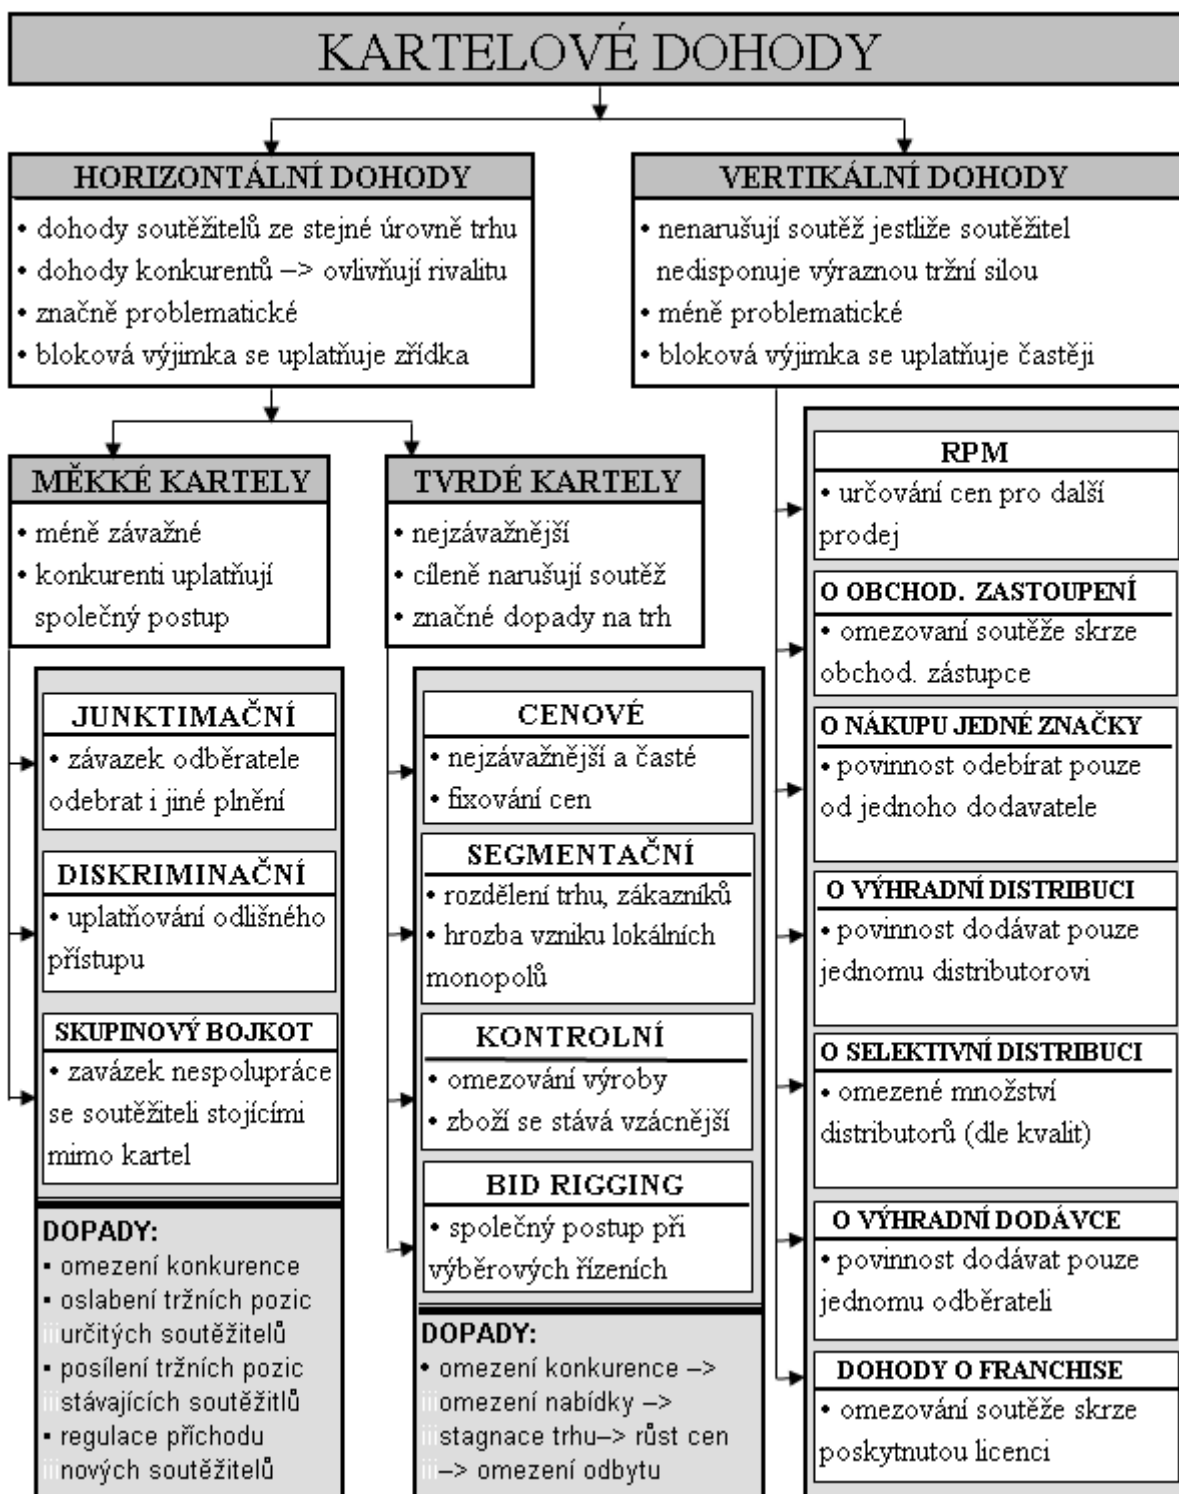 KARTELOVÉ DOHODY
HORIZONTÁLNÍ DOHODY
• dohody soutěžitelů ze stejné úrovně trhu
• dohody konkurentů –> ovlivňují rivalitu
• značně problematické
• bloková výjimka se uplatňuje zřídka
VERTIKÁLNÍ DOHODY
• nenarušují soutěž jestliže soutěžitel
nedisponuje výraznou tržní silou
• méně problematické
• bloková výjimka se uplatňuje častěji
MĚKKÉ KARTELY
• méně závažné
• konkurenti uplatňují
společný postup
JUNKTIMAČNÍ
• závazek odběratele
odebrat i jiné plnění
DISKRIMINAČNÍ
• uplatňování odlišného
přístupu
SKUPINOVÝ BOJKOT
• zavázek nespolupráce
se soutěžiteli stojícími
mimo kartel
DOPADY:
▪ omezení konkurence
▪ oslabení tržních pozic
určitých soutěžitelů
▪ posílení tržních pozic
stávajících soutěžitlů
▪ regulace příchodu
nových soutěžitelů
TVRDÉ KARTELY
• nejzávažnější
• cíleně narušují soutěž
• značné dopady na trh
CENOVÉ
• nejzávažnější a časté
• fixování cen
SEGMENTAČNÍ
• rozdělení trhu, zákazníků
• hrozba vzniku lokálních
monopolů
KONTROLNÍ
• omezování výroby
• zboží se stává vzácnější
BID RIGGING
• společný postup při
výběrových řízeních
DOPADY:
• omezení konkurence –>
omezení nabídky –>
stagnace trhu–> růst cen
–> omezení odbytu
RPM
• určování cen pro další
prodej
O OBCHOD. ZASTOUPENÍ
• omezovaní soutěže skrze
obchod. zástupce
O NÁKUPU JEDNÉ ZNAČKY
• povinnost odebírat pouze
od jednoho dodavatele
O VÝHRADNÍ DISTRIBUCI
• povinnost dodávat pouze
jednomu distributorovi
O SELEKTIVNÍ DISTRIBUCI
• omezené množství
distributorů (dle kvalit)
O VÝHRADNÍ DODÁVCE
• povinnost dodávat pouze
jednomu odběrateli
DOHODY O FRANCHISE
• omezování soutěže skrze
poskytnutou licenci